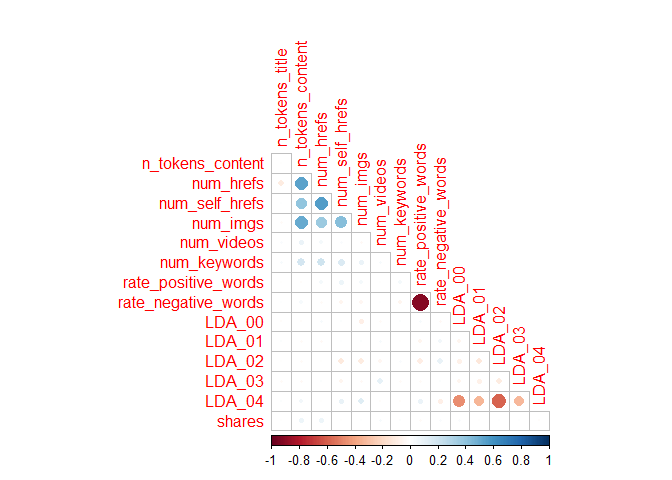 n_tokens_title
n_tokens_content
num_hrefs
num_self_hrefs
num_imgs
num_videos
num_keywords
rate_positive_words
rate_negative_words
LDA_00
LDA_01
LDA_02
LDA_03
LDA_04
n_tokens_content
num_hrefs
num_self_hrefs
num_imgs
num_videos
num_keywords
rate_positive_words
rate_negative_words
LDA_00
LDA_01
LDA_02
LDA_03
LDA_04
shares
-1 -0.8 -0.6 -0.4 -0.2 0 0.2 0.4 0.6 0.8 1